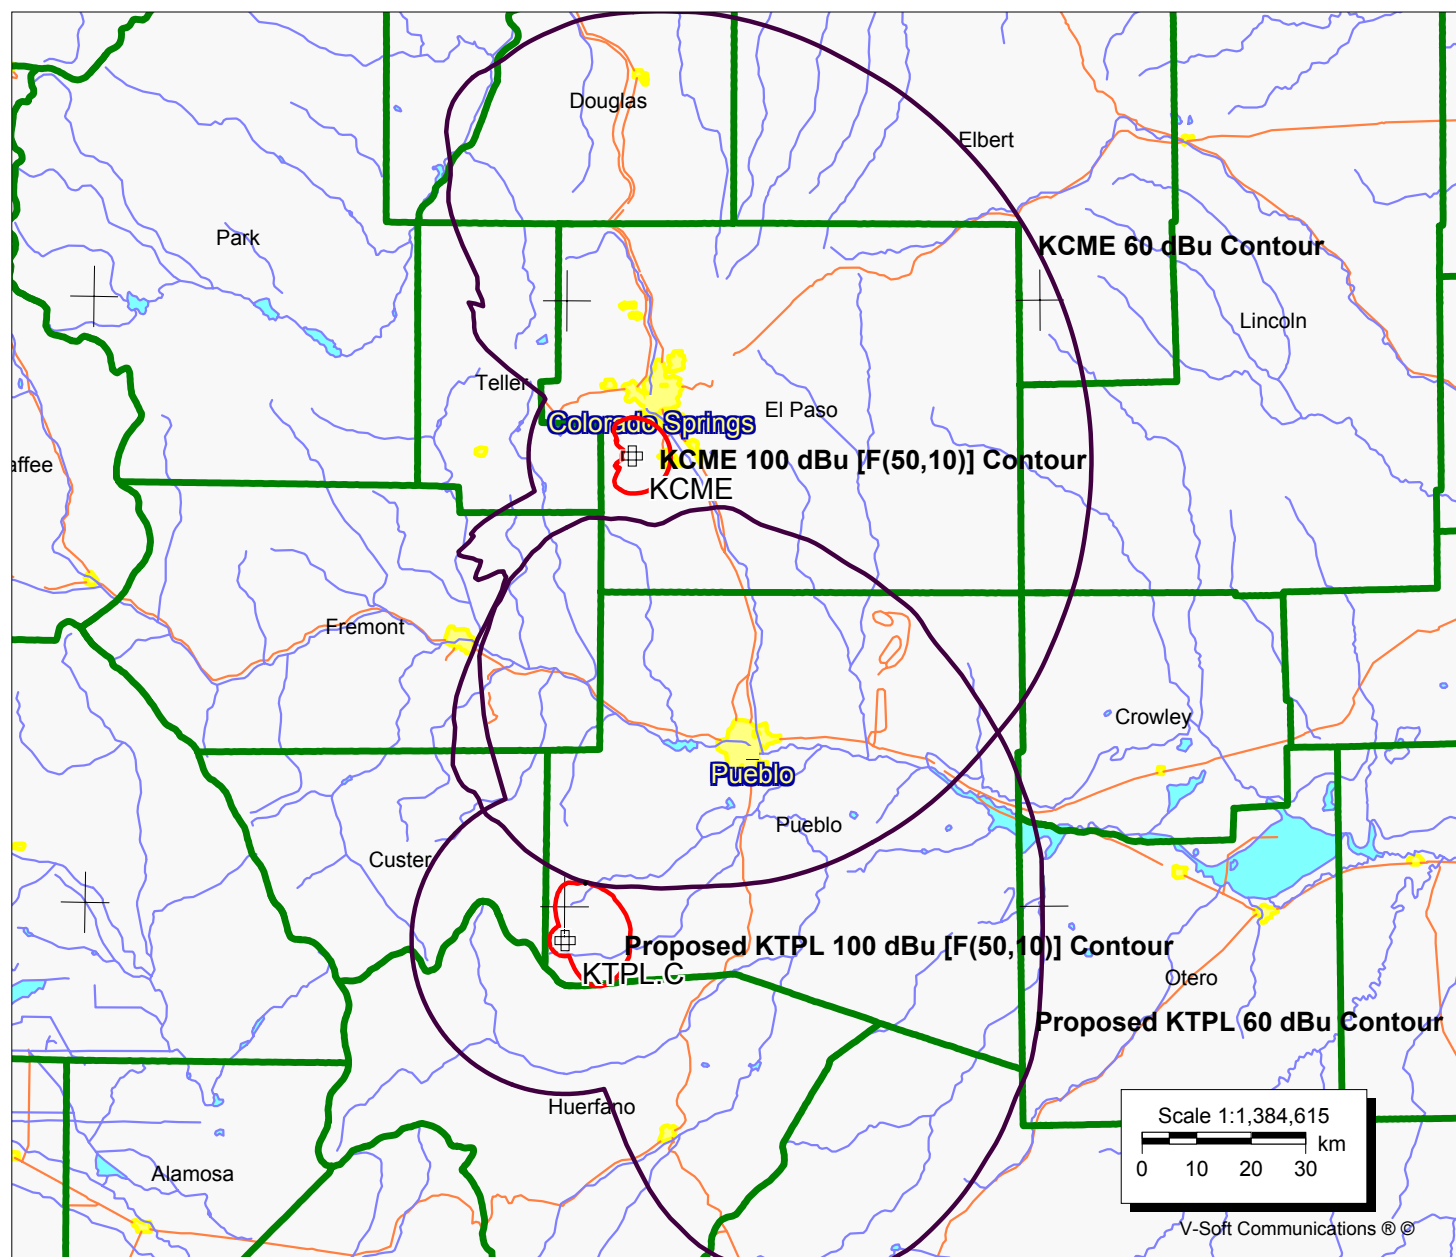 Douglas
Elbert
Park
KCME 60 dBu Contour
Lincoln
Teller
El Paso
Colorado Springs
affee
KCME 100 dBu [F(50,10)] Contour
KCME
Fremont
Crowley
Pueblo
Pueblo
Custer
Proposed KTPL 100 dBu [F(50,10)] Contour
KTPL.C
Otero
Proposed KTPL 60 dBu Contour
Huerfano
Scale 1:1,384,615
km
0 10 20 30
Alamosa
V-Soft Communications ® ©